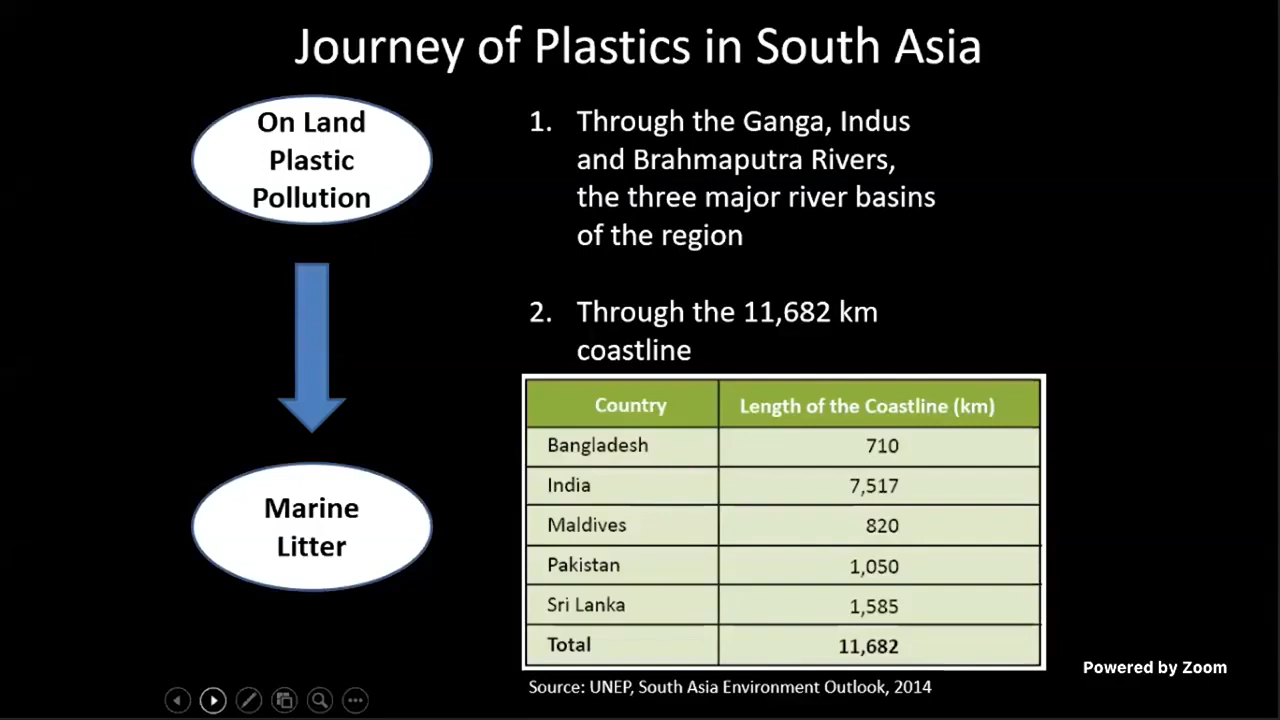 Journey of Plastics in South Asia
On Land
Plastic
Pollution
1. Through the Ganga, Indus
and Brahmaputra Rivers,
the three major river basins
of the region
2. Through the 11,682 km
coastline
Marine
Litter
Country Length of the Coastline (km)
Bangladesh 710
India 7,517
Maldives 820
Pakistan 1,050
Sri Lanka 1,585
Total 11,682
Source: UNEP, South Asia Environment Outlook, 2014
Powered by Zoom